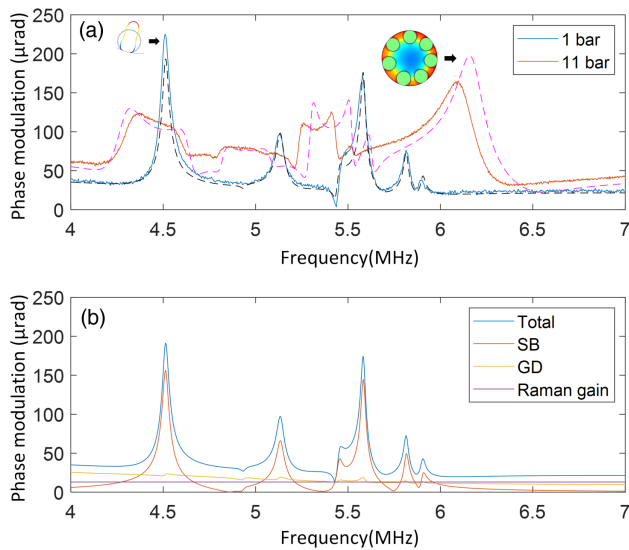 (a)
1 bar
11 bar
Phase modulation (μrad)
250
200
150
100
50
0
4
4.5
5
5.5
6
6.5
7
Frequency(MHz)
(b)
Total
SB
GD
Raman gain
Phase modulation (μrad)
250
200
150
100
50
0
4
4.5
5
5.5
6
6.5
7
Frequency(MHz)